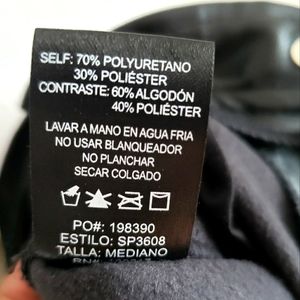 SELF: 70% POLYURETANO
30% POLIÉSTER
CONTRASTE: 60% ALGODÓN
40% POLIÉSTER
LAVAR A MANO EN AGUA FRIA
NO USAR BLANQUEADOR
NO PLANCHAR
SECAR COLGADO
PO#: 198390
ESTILO: SP3608
TALLA: MEDIANO